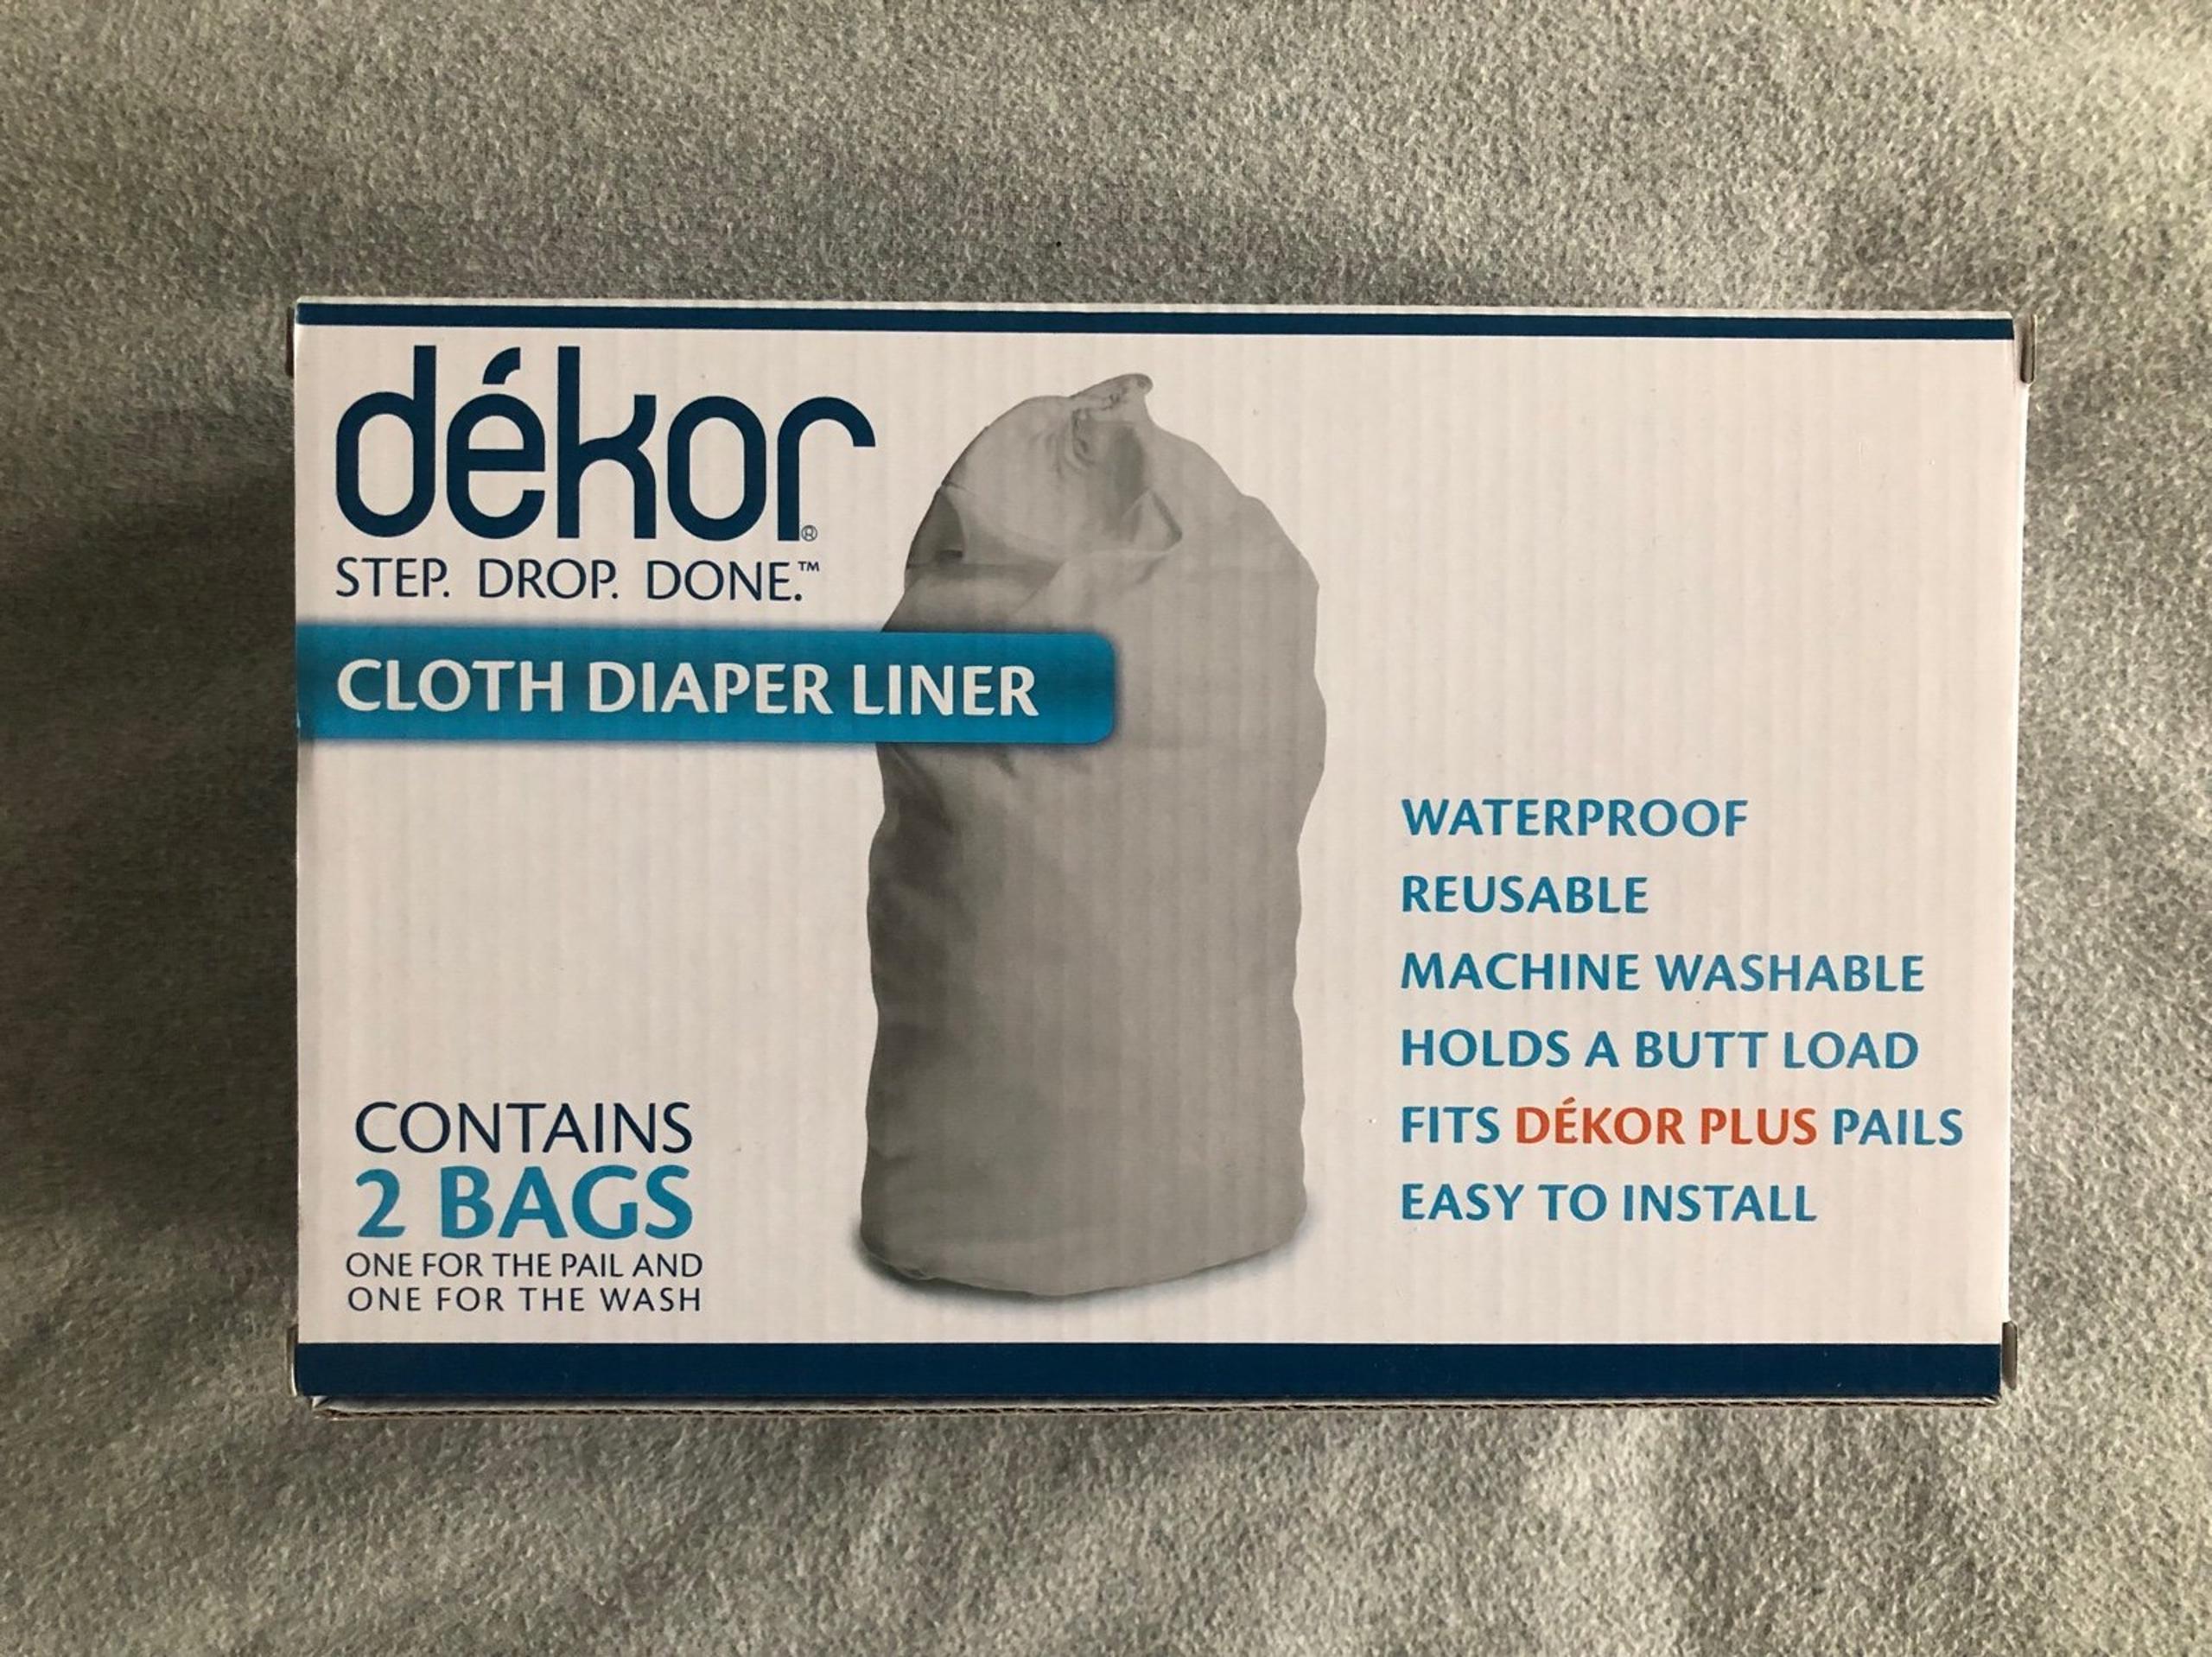 dékor®
STEP. DROP. DONE.™
CLOTH DIAPER LINER
CONTAINS
2 BAGS
ONE FOR THE PAIL AND
ONE FOR THE WASH
WATERPROOF
REUSABLE
MACHINE WASHABLE
HOLDS A BUTT LOAD
FITS DÉKOR PLUS PAILS
EASY TO INSTALL